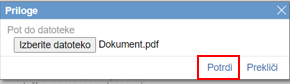 Priloge
Pot do datoteke
Izberite datoteko Dokument.pdf
Potrdi Prekliči